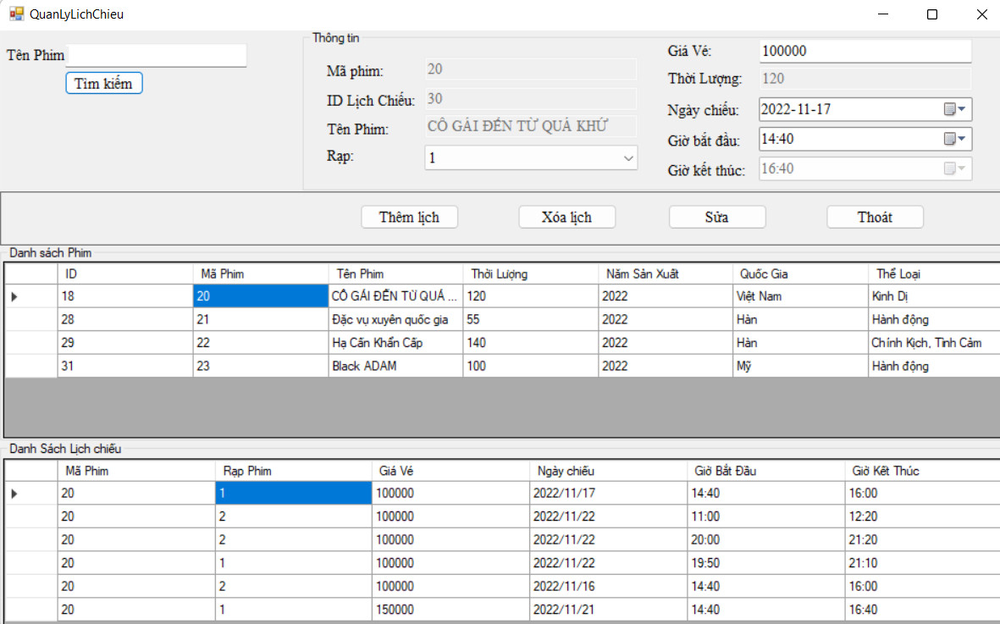 QuanLyLichChieu
Tên Phim
Tìm kiếm
Thông tin
Mã phim: 20
ID Lịch Chiếu: 30
Tên Phim: CÔ GÁI ĐẾN TỪ QUÁ KHỨ
Rạp: 1
Giá Vé: 100000
Thời Lượng: 120
Ngày chiếu: 2022-11-17
Giờ bắt đầu: 14:40
Giờ kết thúc: 16:40
Thêm lịch Xóa lịch Sửa Thoát
Danh sách Phim
ID Mã Phim Tên Phim Thời Lượng Năm Sản Xuất Quốc Gia Thể Loại
18 20 CÔ GÁI ĐẾN TỪ QUÁ ... 120 2022 Việt Nam Kinh Dị
28 21 Đặc vụ xuyên quốc gia 55 2022 Hàn Hành động
29 22 Hạ Cấn Khẩn Cấp 140 2022 Hàn Chính Kịch, Tình Cảm
31 23 Black ADAM 100 2022 Mỹ Hành động
Danh Sách Lịch chiếu
Mã Phim Rạp Phim Giá Vé Ngày chiếu Giờ Bắt Đầu Giờ Kết Thúc
20 1 100000 2022/11/17 14:40 16:00
20 2 100000 2022/11/22 11:00 12:20
20 2 100000 2022/11/22 20:00 21:20
20 1 100000 2022/11/22 19:50 21:10
20 2 100000 2022/11/16 14:40 16:00
20 1 150000 2022/11/21 14:40 16:40